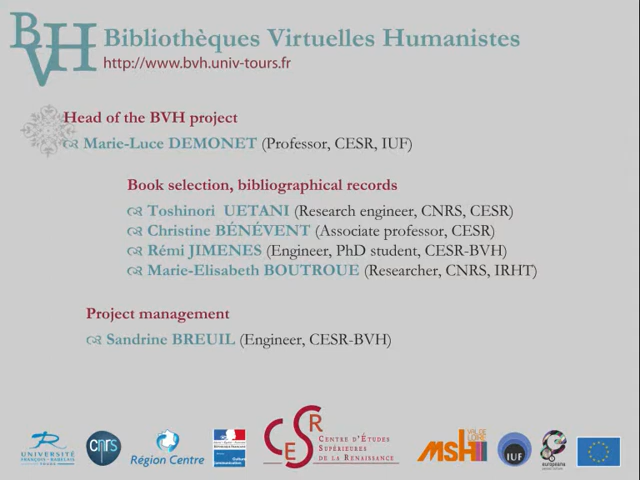 BVH Bibliothèques Virtuelles Humanistes
http://www.bvh.univ-tours.fr
Head of the BVH project
Marie-Luce DEMONET (Professor, CESR, IUF)
Book selection, bibliographical records
Toshinori UETANI (Research engineer, CNRS, CESR)
Christine BÉNÉVENT (Associate professor, CESR)
Rémi JIMENES (Engineer, PhD student, CESR-BVH)
Marie-Elisabeth BOUTROUE (Researcher, CNRS, IRHT)
Project management
Sandrine BREUIL (Engineer, CESR-BVH)
UNIVERSITÉ
FRANÇOIS-RABELAIS
TOURS
cnrs
Région Centre
CESR
CENTRE D'ÉTUDES
SUPÉRIEURES
DE LA RENAISSANCE
MSH VAL DE LOIRE
IUF
europeana